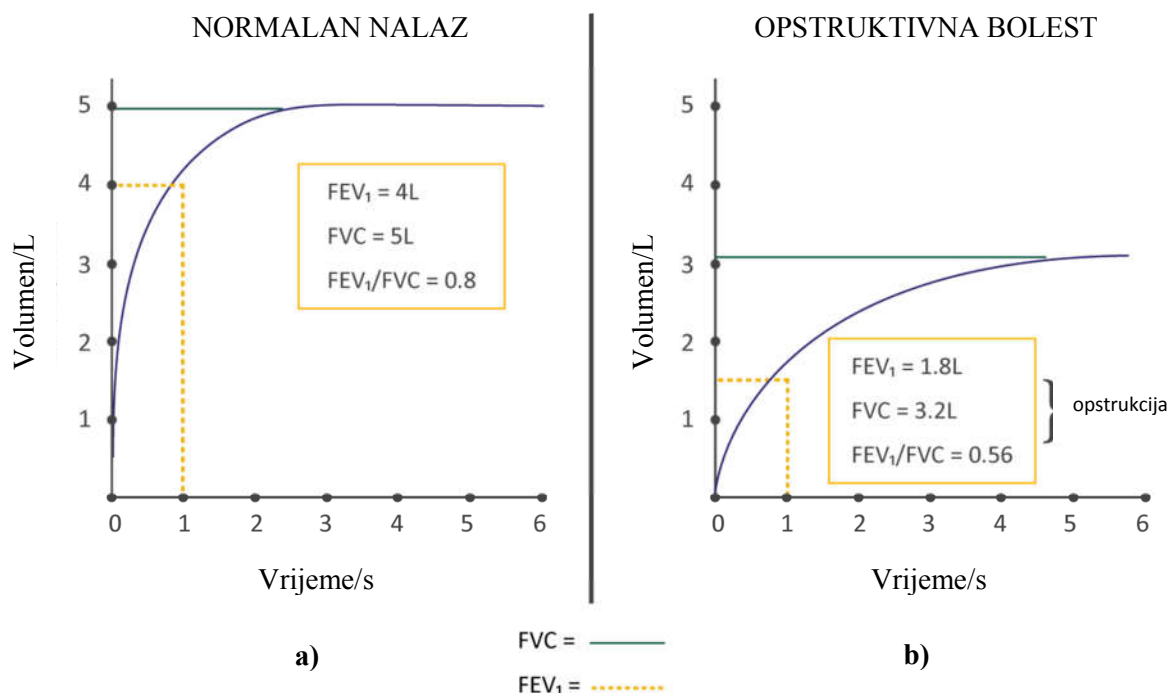 NORMALAN NALAZ
5
4
3
2
1
0 1 2 3 4 5 6
Volumen/L
Vrijeme/s
FEV₁ = 4L
FVC = 5L
FEV₁/FVC = 0.8
a)
OPSTRUKTIVNA BOLEST
5
4
3
2
1
0 1 2 3 4 5 6
Volumen/L
Vrijeme/s
FEV₁ = 1.8L
FVC = 3.2L
FEV₁/FVC = 0.56
opstrukcija
b)
FVC =
FEV₁ =